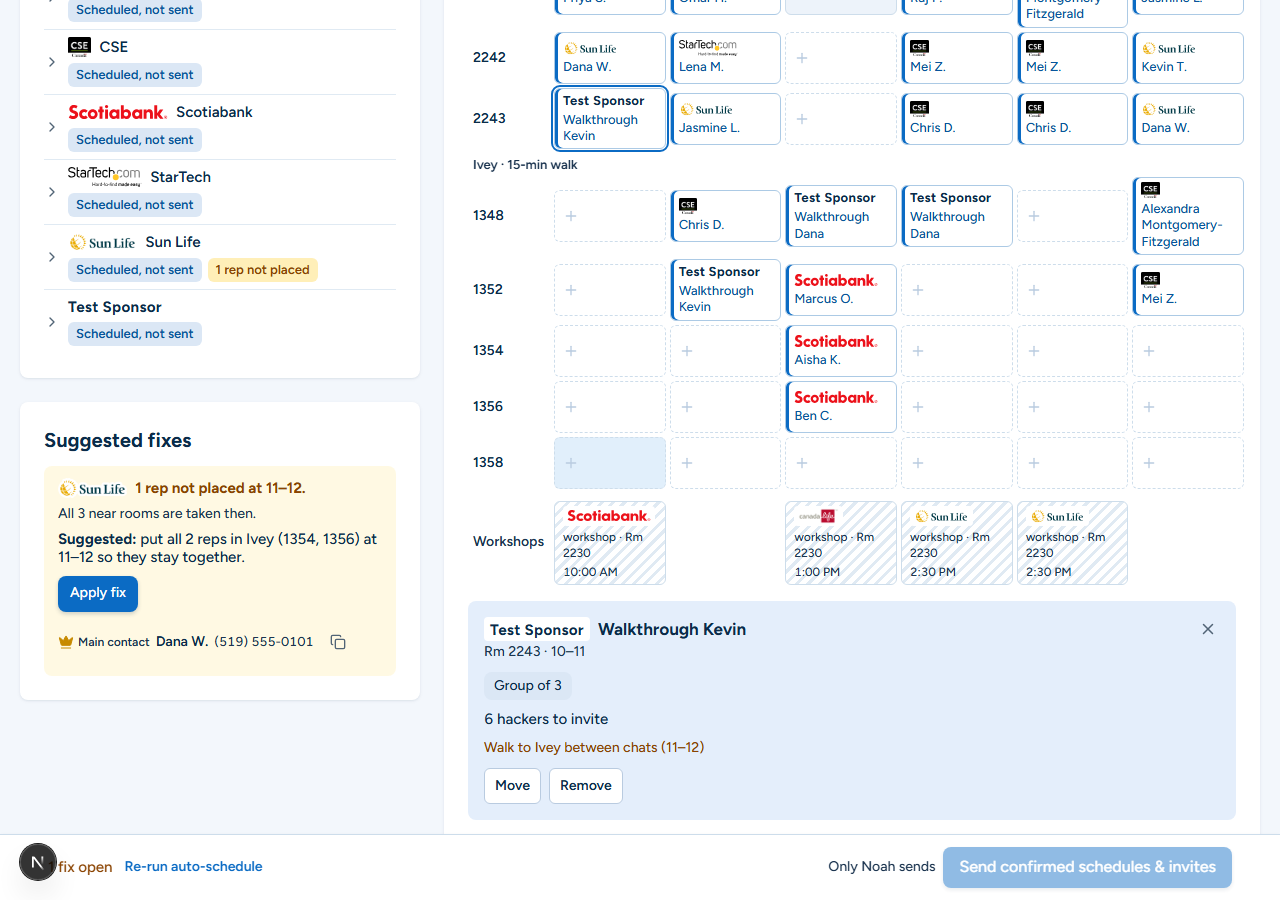 Scheduled, not sent
CSE
CSE
Scheduled, not sent
Scotiabank. Scotiabank
Scheduled, not sent
StarTech.com StarTech
Hard-to-find made easy
Scheduled, not sent
Sun Life Sun Life
Scheduled, not sent 1 rep not placed
Test Sponsor
Scheduled, not sent
Suggested fixes
Sun Life 1 rep not placed at 11–12.
All 3 near rooms are taken then.
Suggested: put all 2 reps in Ivey (1354, 1356) at
11–12 so they stay together.
Apply fix
Main contact Dana W. (519) 555-0101
Fitzgerald
2242
Sun Life
Dana W.
StarTech.com
Lena M.
+
CSE
Mei Z.
CSE
Mei Z.
Sun Life
Kevin T.
2243
Test Sponsor
Walkthrough
Kevin
Sun Life
Jasmine L.
+
CSE
Chris D.
CSE
Chris D.
Sun Life
Dana W.
Ivey · 15-min walk
1348
+
CSE
Chris D.
Test Sponsor
Walkthrough
Dana
Test Sponsor
Walkthrough
Dana
+
CSE
Alexandra
Montgomery-
Fitzgerald
1352
+
Test Sponsor
Walkthrough
Kevin
Scotiabank.
Marcus O.
+
+
CSE
Mei Z.
1354
+
+
Scotiabank.
Aisha K.
+
+
+
1356
+
+
Scotiabank.
Ben C.
+
+
+
1358
+
+
+
+
+
+
Workshops
Scotiabank.
workshop · Rm
2230
10:00 AM
canada life
workshop · Rm
2230
1:00 PM
Sun Life
workshop · Rm
2230
2:30 PM
Sun Life
workshop · Rm
2230
2:30 PM
Test Sponsor Walkthrough Kevin
Rm 2243 · 10–11
Group of 3
6 hackers to invite
Walk to Ivey between chats (11–12)
Move Remove
N
fix open Re-run auto-schedule
Only Noah sends Send confirmed schedules & invites